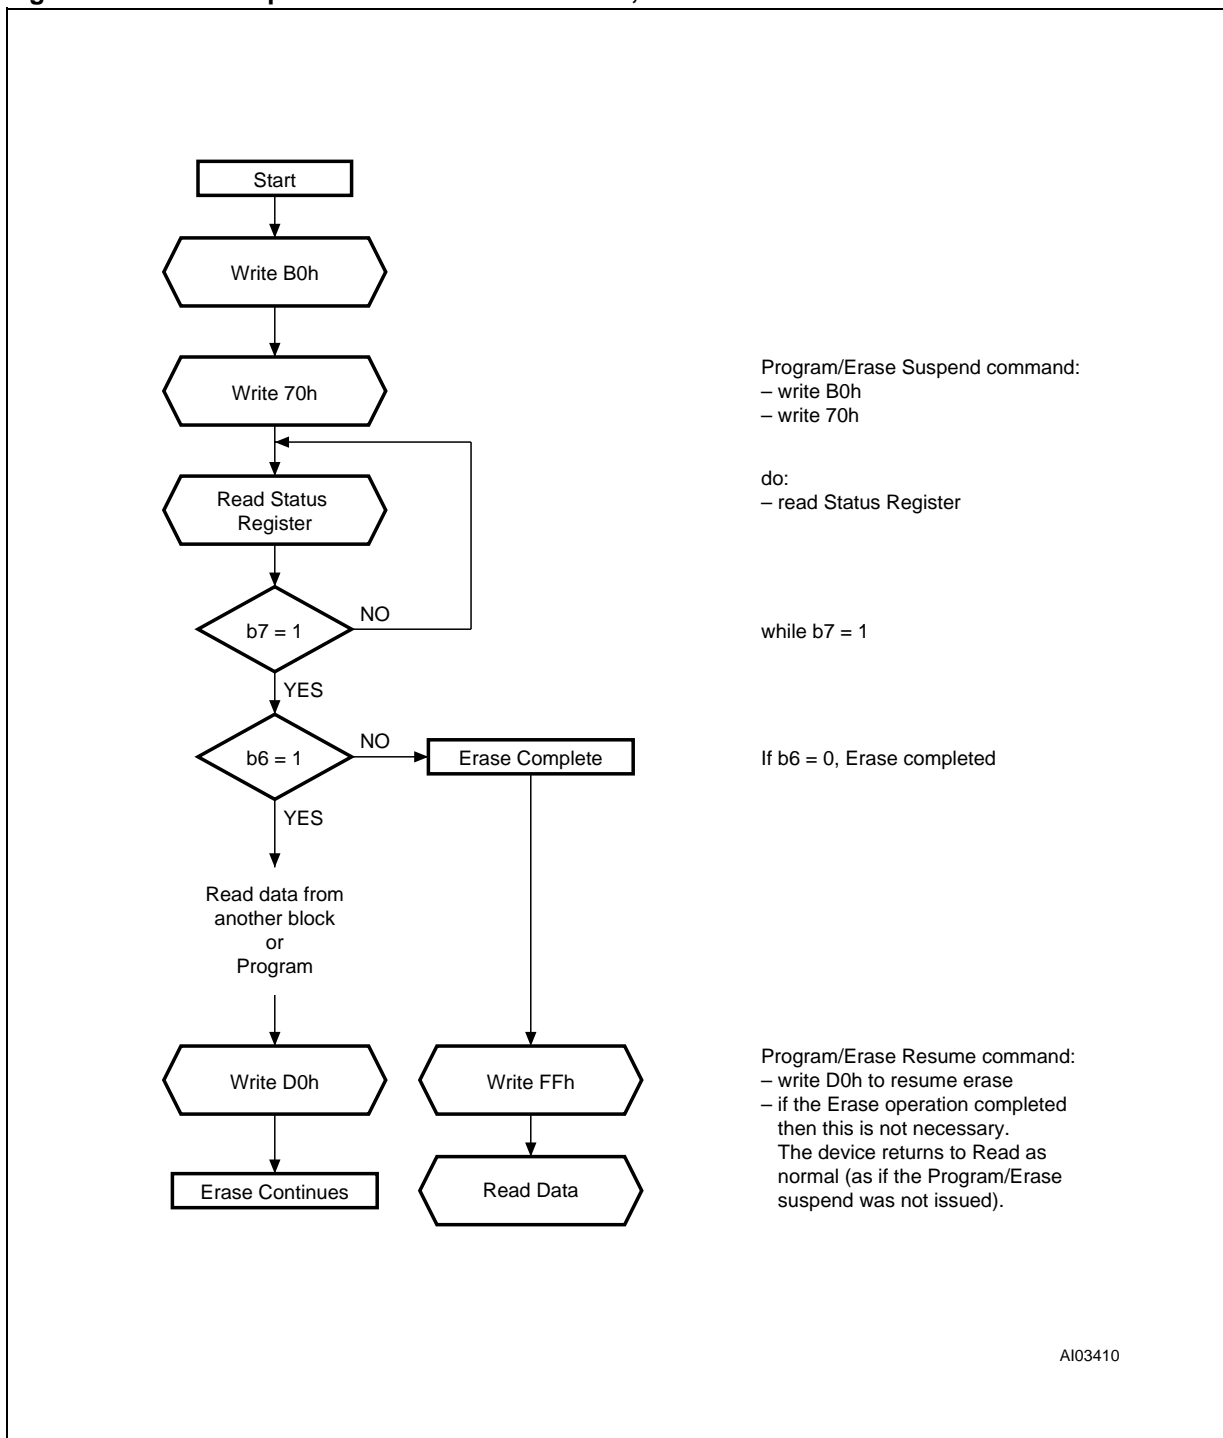 Start
Write B0h
Write 70h
Program/Erase Suspend command:
– write B0h
– write 70h
Read Status
Register
do:
– read Status Register
b7 = 1
NO
while b7 = 1
YES
b6 = 1
NO
Erase Complete
If b6 = 0, Erase completed
YES
Read data from
another block
or
Program
Write D0h
Write FFh
Program/Erase Resume command:
– write D0h to resume erase
– if the Erase operation completed
then this is not necessary.
The device returns to Read as
normal (as if the Program/Erase
suspend was not issued).
Erase Continues
Read Data
AI03410